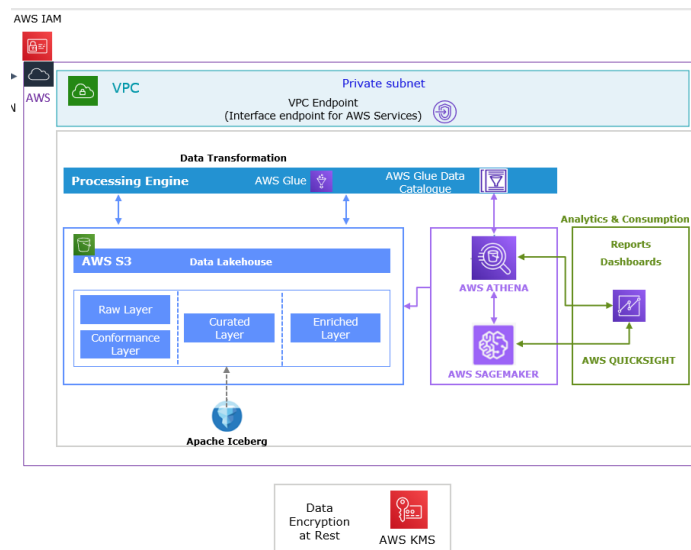 AWS IAM
AWS
N
VPC
Private subnet
VPC Endpoint
(Interface endpoint for AWS Services)
Data Transformation
Processing Engine
AWS Glue
AWS Glue Data
Catalogue
Analytics & Consumption
AWS S3
Data Lakehouse
Raw Layer
Conformance
Layer
Curated
Layer
Enriched
Layer
Apache Iceberg
AWS ATHENA
AWS SAGEMAKER
Reports
Dashboards
AWS QUICKSIGHT
Data
Encryption
at Rest
AWS KMS